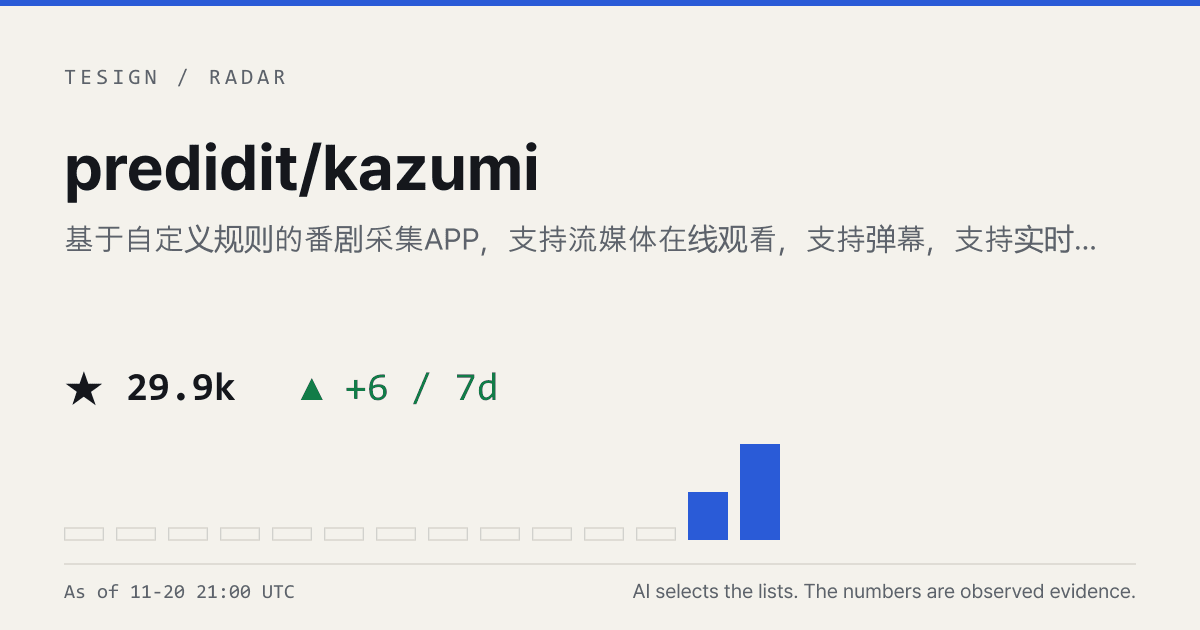 TESIGN / RADAR
predidit/kazumi
基于自定义规则的番剧采集APP，支持流媒体在线观看，支持弹幕，支持实时...
★ 29.9k ▲ +6 / 7d
As of 11-20 21:00 UTC
AI selects the lists. The numbers are observed evidence.